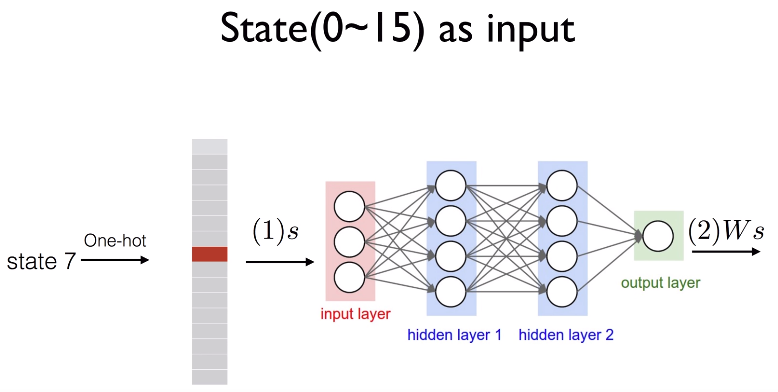 State(0~15) as input
One-hot
state 7
(1)s
(2)Ws
output layer
input layer
hidden layer 1
hidden layer 2